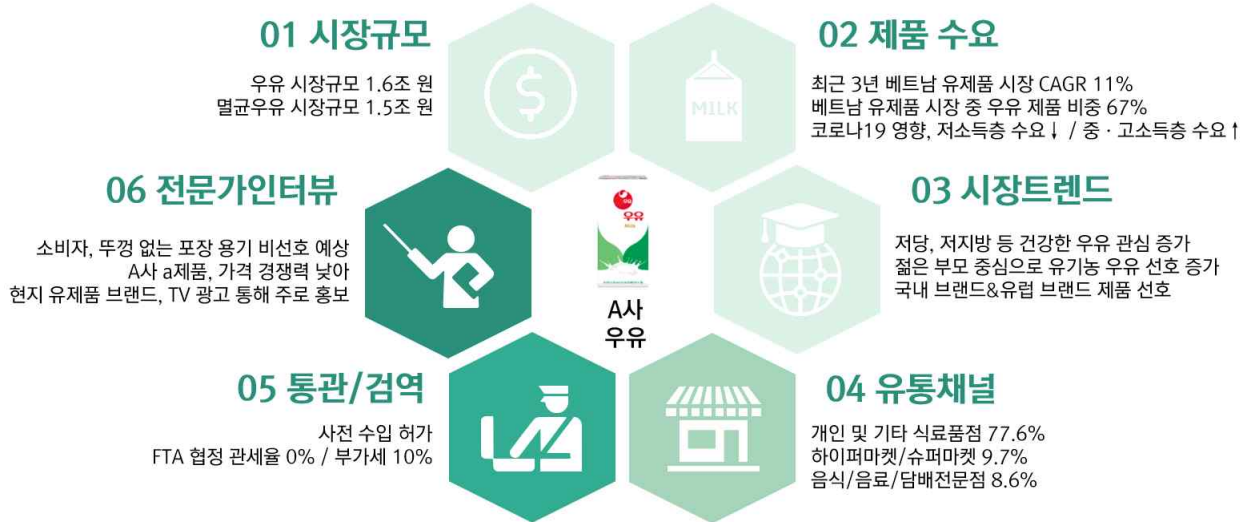 01 시장규모
우유 시장규모 1.6조 원
멸균우유 시장규모 1.5조 원
02 제품 수요
최근 3년 베트남 유제품 시장 CAGR 11%
베트남 유제품 시장 중 우유 제품 비중 67%
코로나19 영향, 저소득층 수요↓ / 중 · 고소득층 수요↑
MILK
03 시장트렌드
저당, 저지방 등 건강한 우유 관심 증가
젊은 부모 중심으로 유기농 우유 선호 증가
국내 브랜드&유럽 브랜드 제품 선호
04 유통채널
개인 및 기타 식료품점 77.6%
하이퍼마켓/슈퍼마켓 9.7%
음식/음료/담배전문점 8.6%
05 통관/검역
사전 수입 허가
FTA 협정 관세율 0% / 부가세 10%
06 전문가인터뷰
소비자, 뚜껑 없는 포장 용기 비선호 예상
A사 a제품, 가격 경쟁력 낮아
현지 유제품 브랜드, TV 광고 통해 주로 홍보
우유
A사
우유